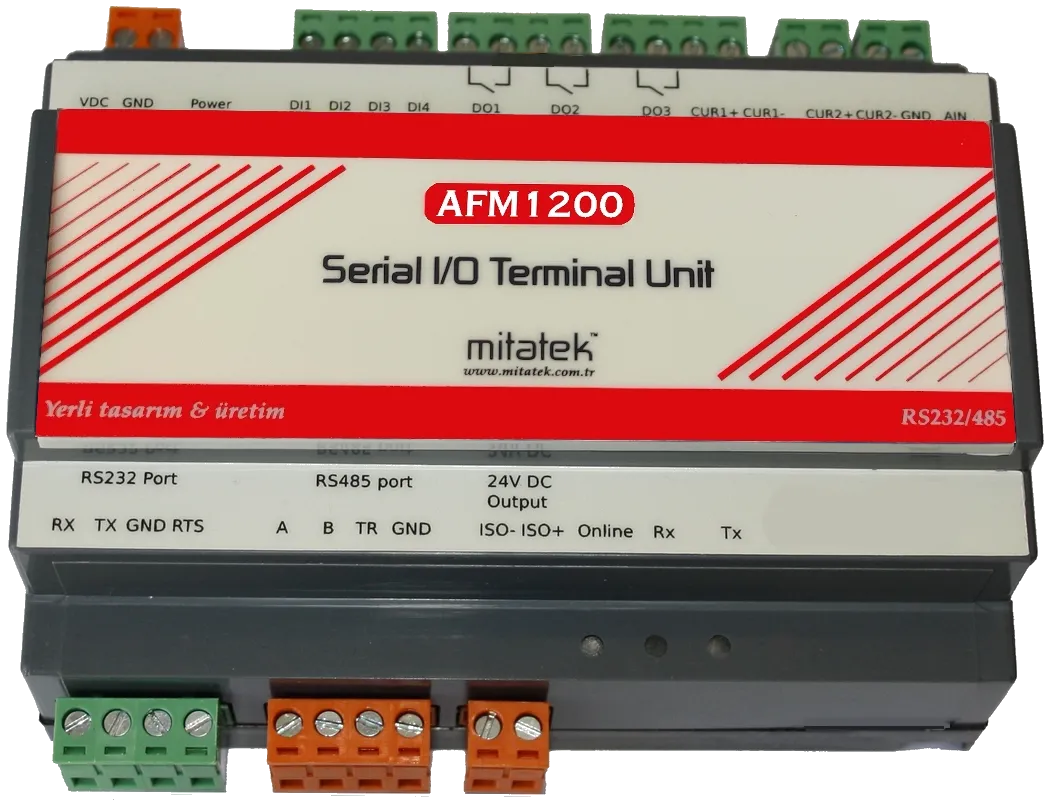 VDC GND Power DI1 DI2 DI3 DI4 DO1 DO2 DO3 CUR1+ CUR1- CUR2+ CUR2- GND AIN
AFM1200
Serial I/O Terminal Unit
mitatek™
www.mitatek.com.tr
Yerli tasarım & üretim RS232/485
RS232 Port RS485 port 24V DC
Output
RX TX GND RTS A B TR GND ISO- ISO+ Online Rx Tx